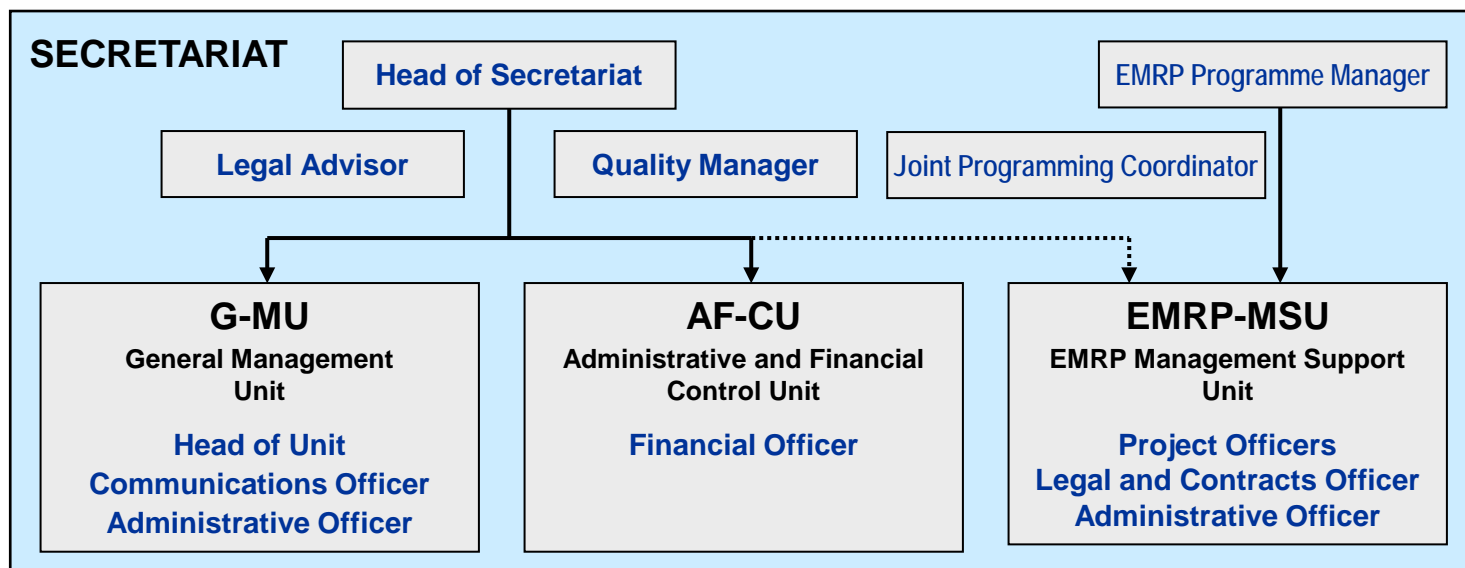 SECRETARIAT
Head of Secretariat
EMRP Programme Manager
Legal Advisor
Quality Manager
Joint Programming Coordinator
G-MU
General Management
Unit
Head of Unit
Communications Officer
Administrative Officer
AF-CU
Administrative and Financial
Control Unit
Financial Officer
EMRP-MSU
EMRP Management Support
Unit
Project Officers
Legal and Contracts Officer
Administrative Officer